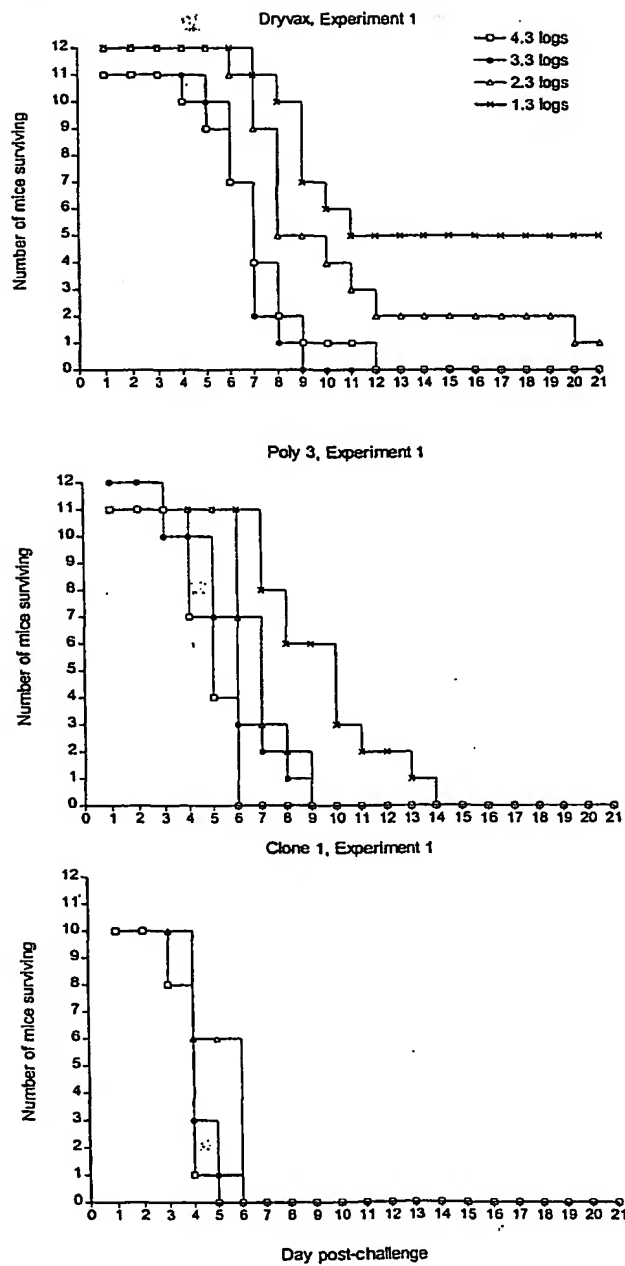 Dryvax, Experiment 1
4.3 logs
3.3 logs
2.3 logs
1.3 logs
Number of mice surviving
12
11
10
9
8
7
6
5
4
3
2
1
0
0 1 2 3 4 5 6 7 8 9 10 11 12 13 14 15 16 17 18 19 20 21
Poly 3, Experiment 1
Number of mice surviving
12
11
10
9
8
7
6
5
4
3
2
1
0
0 1 2 3 4 5 6 7 8 9 10 11 12 13 14 15 16 17 18 19 20 21
Clone 1, Experiment 1
Number of mice surviving
12
11
10
9
8
7
6
5
4
3
2
1
0
0 1 2 3 4 5 6 7 8 9 10 11 12 13 14 15 16 17 18 19 20 21
Day post-challenge